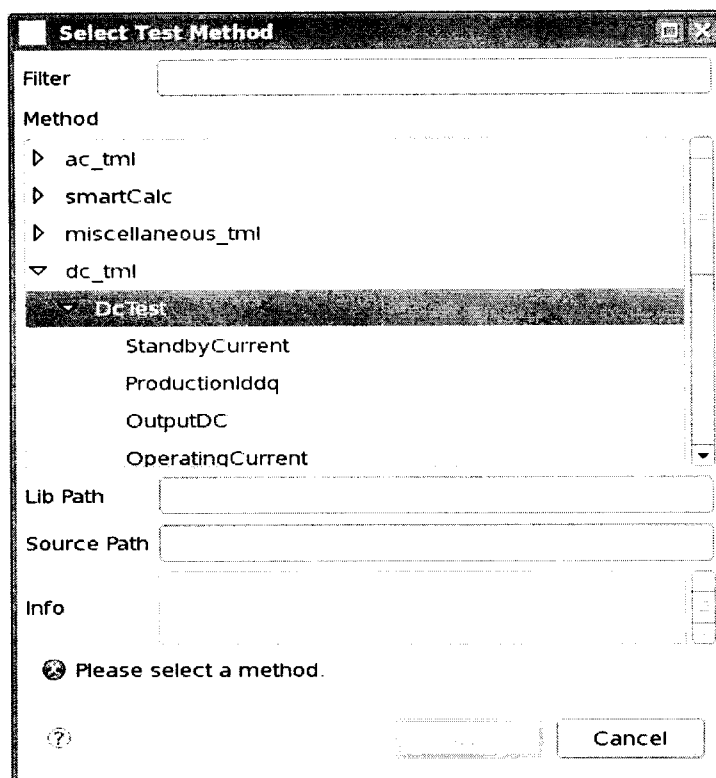 Select Test Method
Filter
Method
ac_tml
smartCalc
miscellaneous_tml
dc_tml
DcTest
StandbyCurrent
ProductionIddq
OutputDC
OperatingCurrent
Lib Path
Source Path
Info
Please select a method.
?
Cancel